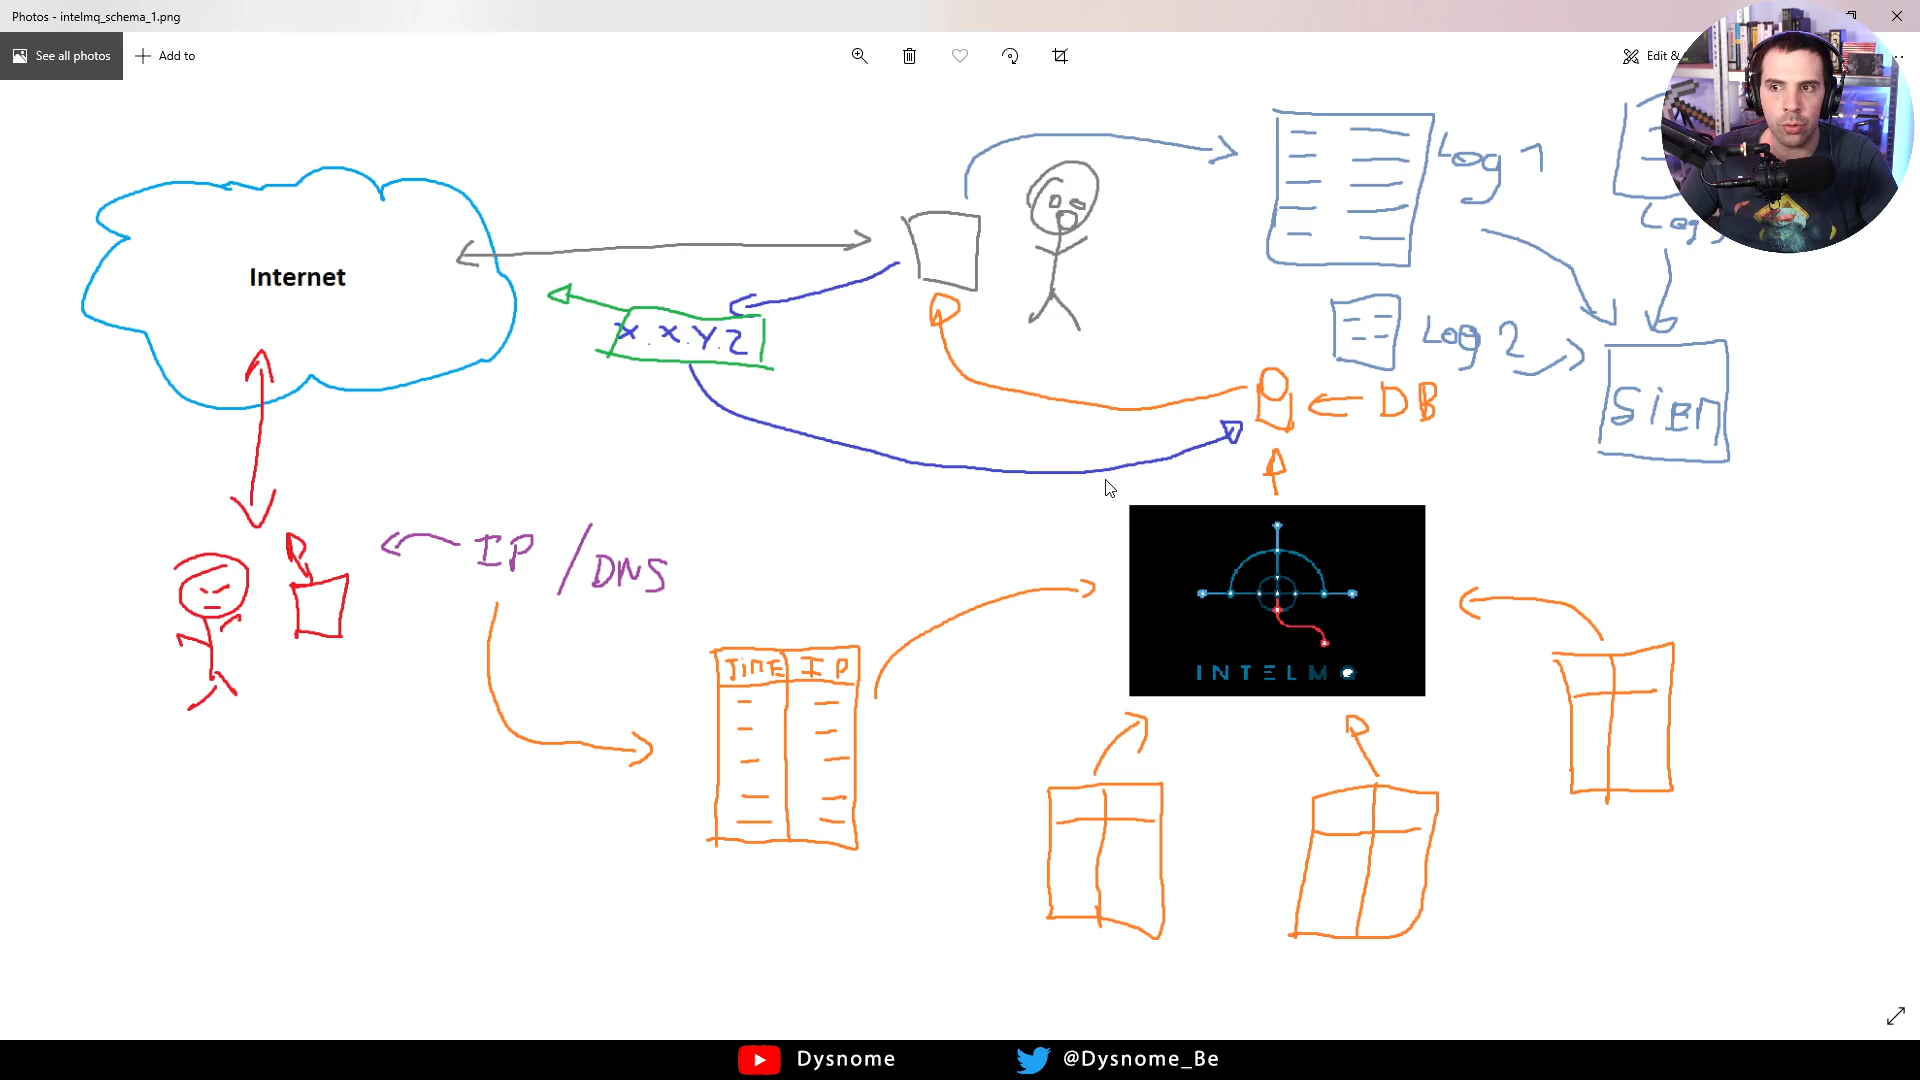 Photos - intelmq_schema_1.png
See all photos
Add to
Edit &
Internet
Log 1
X.X.Y.Z
Log 2
DB
SIEM
IP / DNS
TIME IP
INTELMQ
Dysnome
@Dysnome_Be